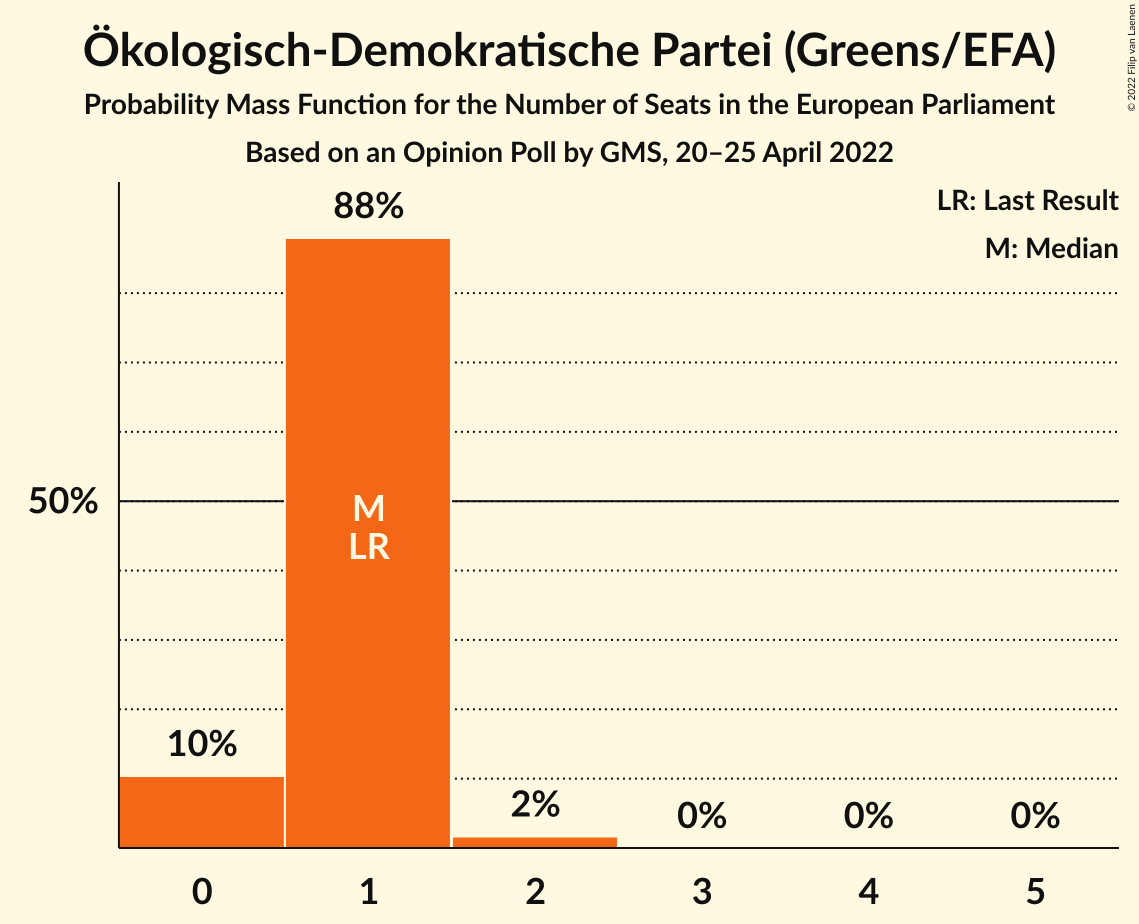 Ökologisch-Demokratische Partei (Greens/EFA)
Probability Mass Function for the Number of Seats in the European Parliament
Based on an Opinion Poll by GMS, 20–25 April 2022
© 2022 Filip van Laenen
LR: Last Result
M: Median
88%
50%
M
LR
10%
2%
0%
0%
0%
0
1
2
3
4
5